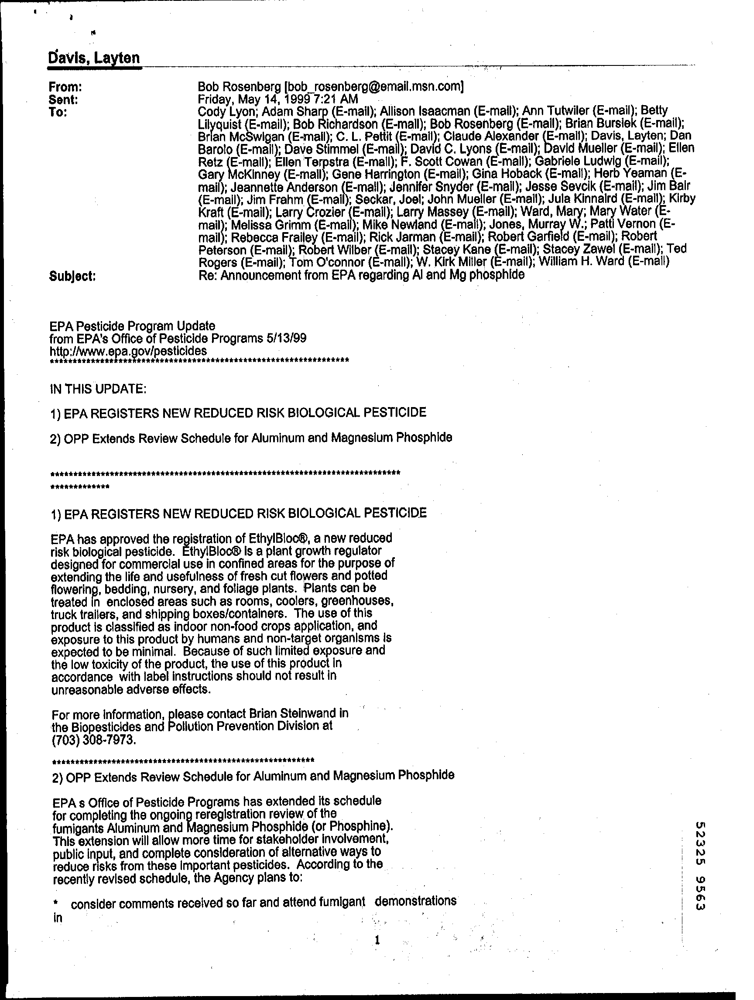 Davis, Layton
From: Bob Rosenberg [bob_rosenberg@email.msn.com]
Sent: Friday, May 14, 1999 7:21 AM
To: Cody Lyon; Adam Sharp (E-mail); Allison Isaacman (E-mail); Ann Tutwiler (E-mail); Betty
Lilyquist (E-mail); Bob Richardson (E-mail); Bob Rosenberg (E-mail); Brian Bursiek (E-mail);
Brian McSwigan (E-mail); C. L. Pettit (E-mail); Claude Alexander (E-mail); Davis, Layton; Dan
Barolo (E-mail); Dave Stimmel (E-mail); David C. Lyons (E-mail); David Mueller (E-mail); Ellen
Retz (E-mail); Ellen Terpstra (E-mail); F. Scott Cowan (E-mail); Gabriele Ludwig (E-mail);
Gary McKinney (E-mail); Gene Harrington (E-mail); Gina Hoback (E-mail); Herb Yeaman (E-
mail); Jeannette Anderson (E-mail); Jennifer Snyder (E-mail); Jesse Sevcik (E-mail); Jim Bair
(E-mail); Jim Frahm (E-mail); Seckar, Joel; John Mueller (E-mail); Jula Kinnaird (E-mail); Kirby
Kraft (E-mail); Larry Crozier (E-mail); Larry Massey (E-mail); Ward, Mary; Mary Water (E-
mail); Melissa Grimm (E-mail); Mike Newland (E-mail); Jones, Murray W.; Patti Vernon (E-
mail); Rebecca Frailey (E-mail); Rick Jarman (E-mail); Robert Garfield (E-mail); Robert
Peterson (E-mail); Robert Wilber (E-mail); Stacey Kane (E-mail); Stacey Zawel (E-mail); Ted
Rogers (E-mail); Tom O'connor (E-mail); W. Kirk Miller (E-mail); William H. Ward (E-mail)
Subject: Re: Announcement from EPA regarding Al and Mg phosphide
EPA Pesticide Program Update
from EPA's Office of Pesticide Programs 5/13/99
http://www.epa.gov/pesticides
******************************************************************
IN THIS UPDATE:
1) EPA REGISTERS NEW REDUCED RISK BIOLOGICAL PESTICIDE
2) OPP Extends Review Schedule for Aluminum and Magnesium Phosphide
******************************************************************************
*************
1) EPA REGISTERS NEW REDUCED RISK BIOLOGICAL PESTICIDE
EPA has approved the registration of EthylBloc®, a new reduced
risk biological pesticide. EthylBloc® is a plant growth regulator
designed for commercial use in confined areas for the purpose of
extending the life and usefulness of fresh cut flowers and potted
flowering, bedding, nursery, and foliage plants. Plants can be
treated in enclosed areas such as rooms, coolers, greenhouses,
truck trailers, and shipping boxes/containers. The use of this
product is classified as indoor non-food crops application, and
exposure to this product by humans and non-target organisms is
expected to be minimal. Because of such limited exposure and
the low toxicity of the product, the use of this product in
accordance with label instructions should not result in
unreasonable adverse effects.
For more information, please contact Brian Steinwand in
the Biopesticides and Pollution Prevention Division at
(703) 308-7973.
**********************************************************
2) OPP Extends Review Schedule for Aluminum and Magnesium Phosphide
EPA s Office of Pesticide Programs has extended its schedule
for completing the ongoing reregistration review of the
fumigants Aluminum and Magnesium Phosphide (or Phosphine).
This extension will allow more time for stakeholder involvement,
public input, and complete consideration of alternative ways to
reduce risks from these important pesticides. According to the
recently revised schedule, the Agency plans to:
* consider comments received so far and attend fumigant demonstrations
in
1
52325 9563